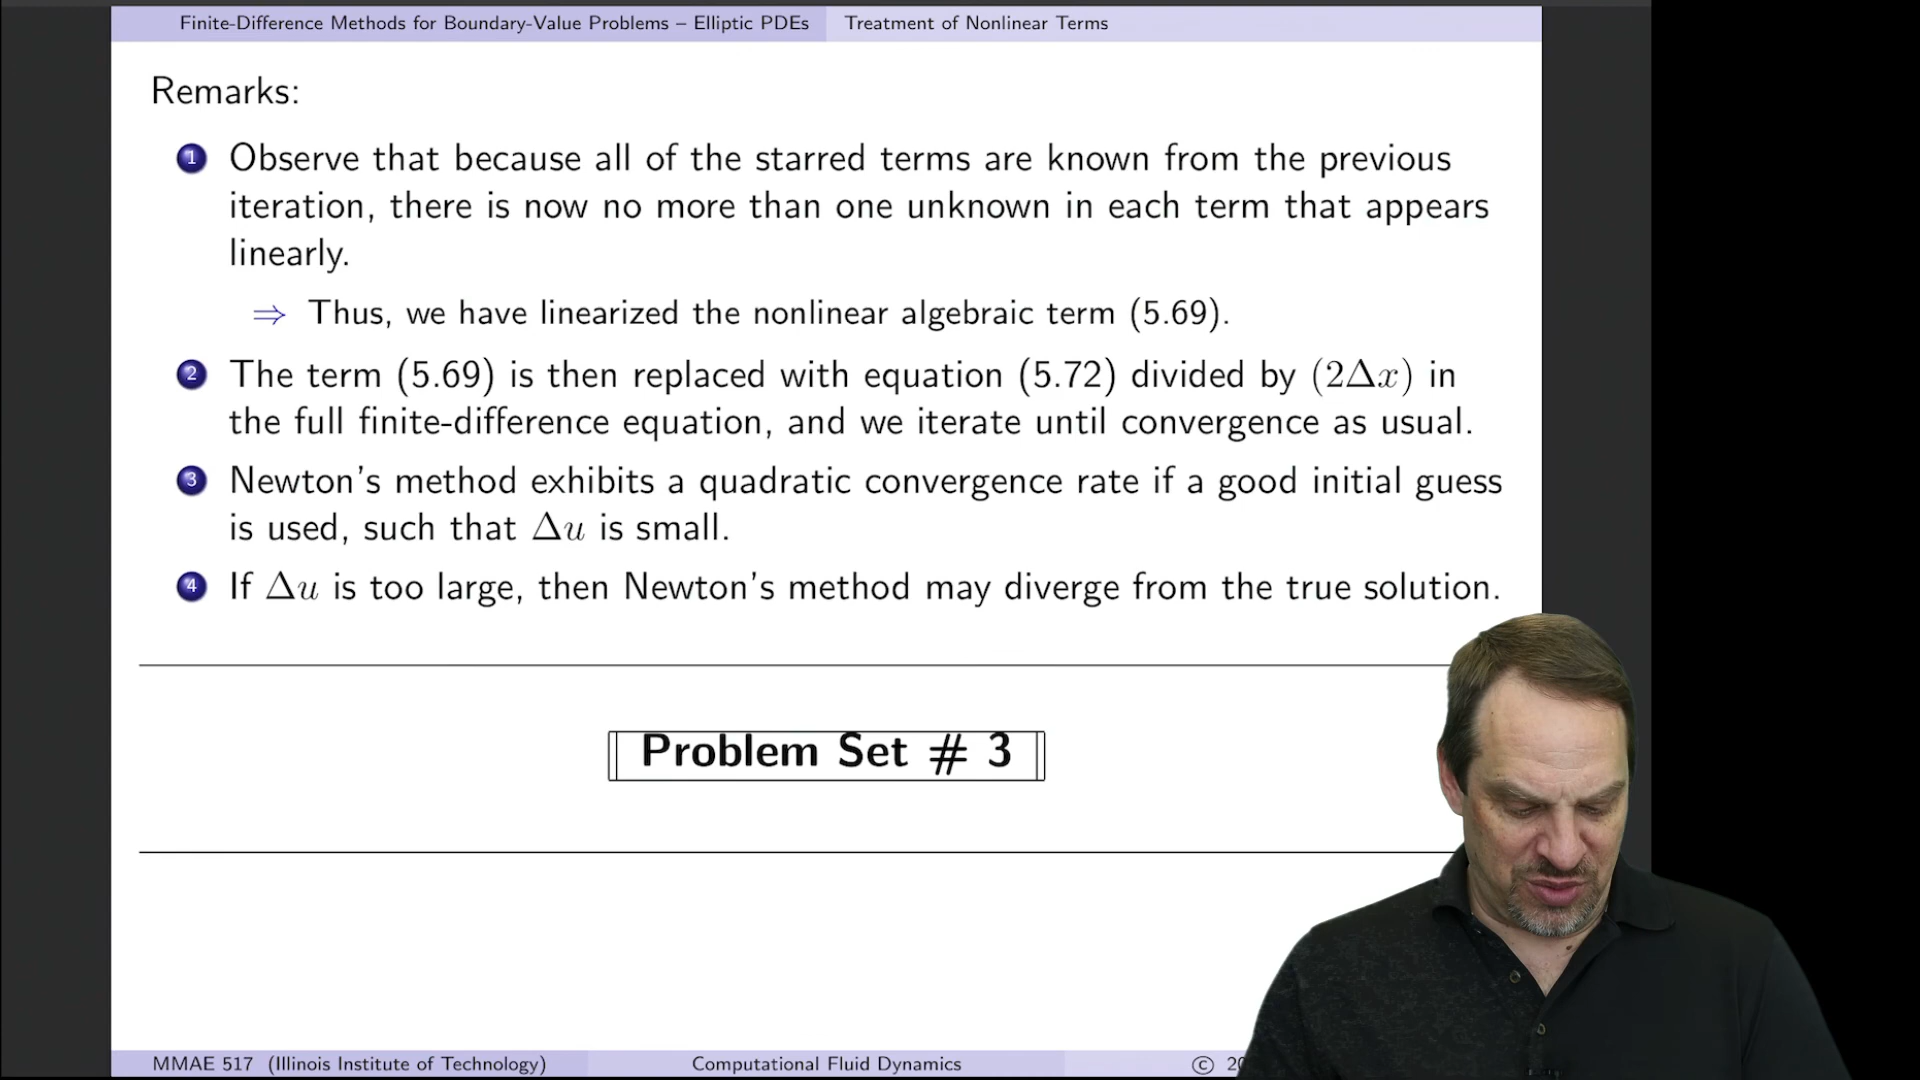 Finite-Difference Methods for Boundary-Value Problems – Elliptic PDEs Treatment of Nonlinear Terms
Remarks:
1 Observe that because all of the starred terms are known from the previous
iteration, there is now no more than one unknown in each term that appears
linearly.
⇒ Thus, we have linearized the nonlinear algebraic term (5.69).
2 The term (5.69) is then replaced with equation (5.72) divided by (2Δx) in
the full finite-difference equation, and we iterate until convergence as usual.
3 Newton's method exhibits a quadratic convergence rate if a good initial guess
is used, such that Δu is small.
4 If Δu is too large, then Newton's method may diverge from the true solution.
Problem Set # 3
MMAE 517 (Illinois Institute of Technology) Computational Fluid Dynamics ©